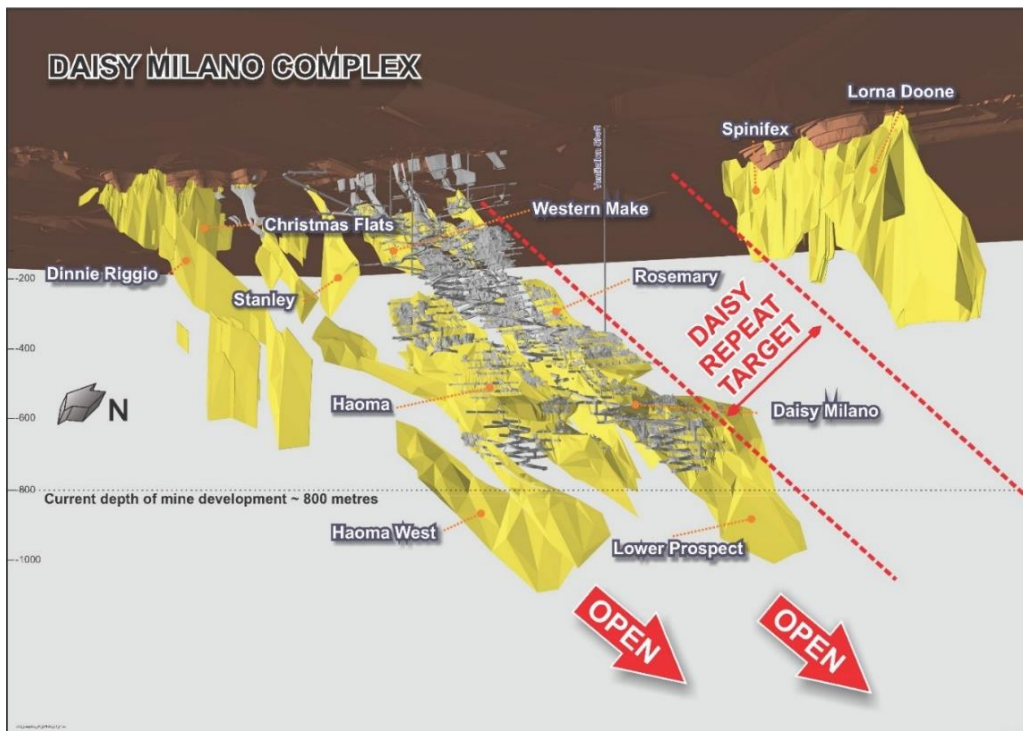 DAISY MILANO COMPLEX
Lorna Doone
Spinifex
Ventilation Shaft
Western Make
Christmas Flats
Dinnie Riggio
Stanley
Rosemary
-200
DAISY
REPEAT
TARGET
-400
N
Haoma
Daisy Milano
-600
-800
Current depth of mine development ~ 800 metres
Haoma West
Lower Prospect
-1000
OPEN
OPEN